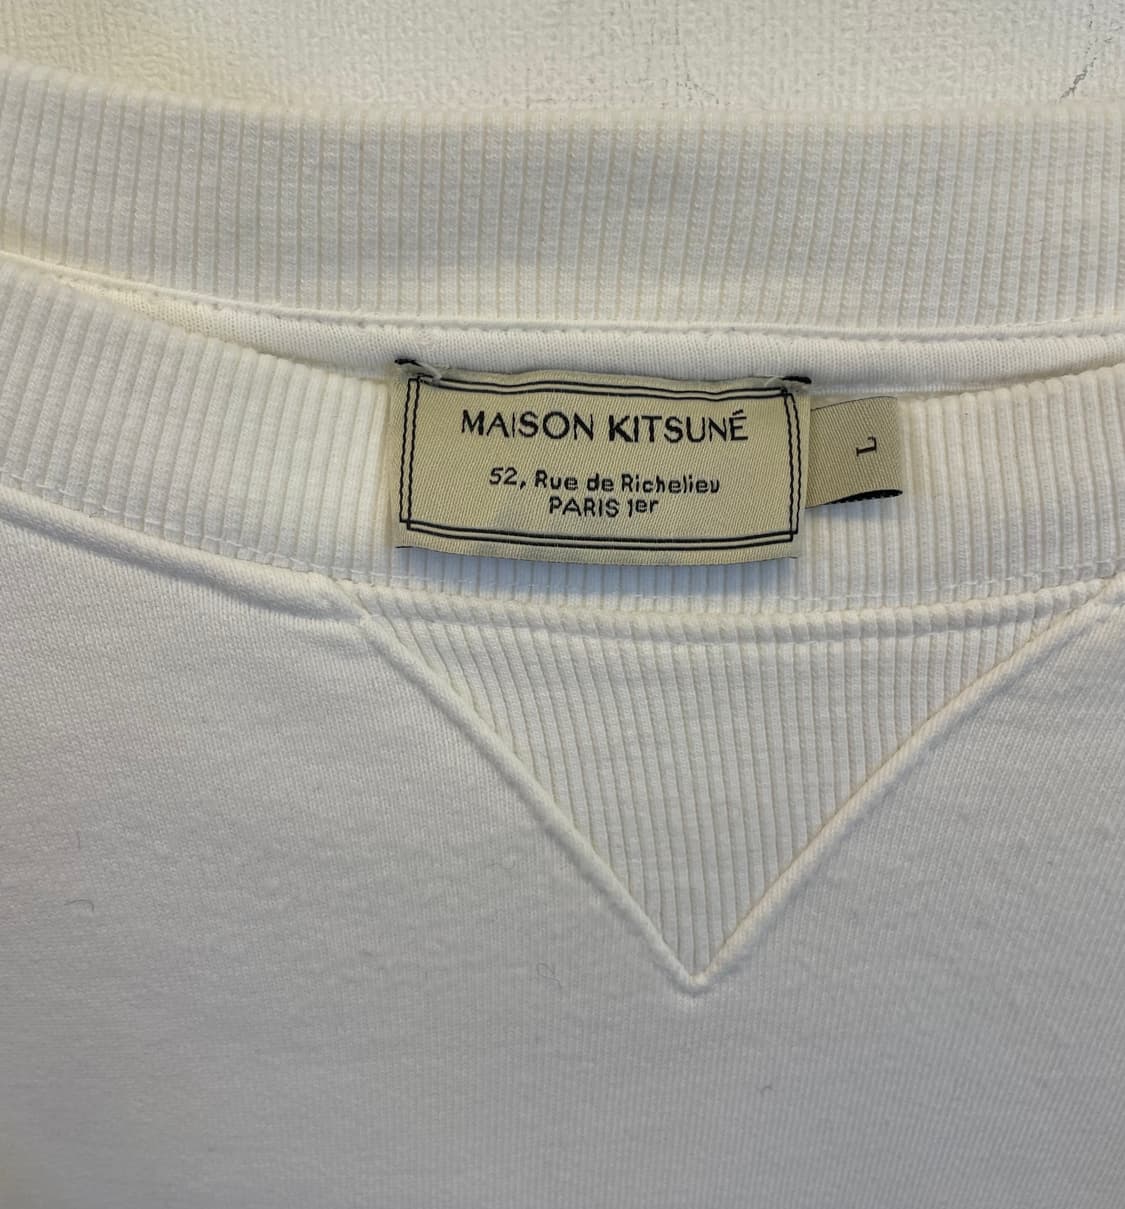 MAISON KITSUNÉ
52, Rue de Richelieu
PARIS 1er
L